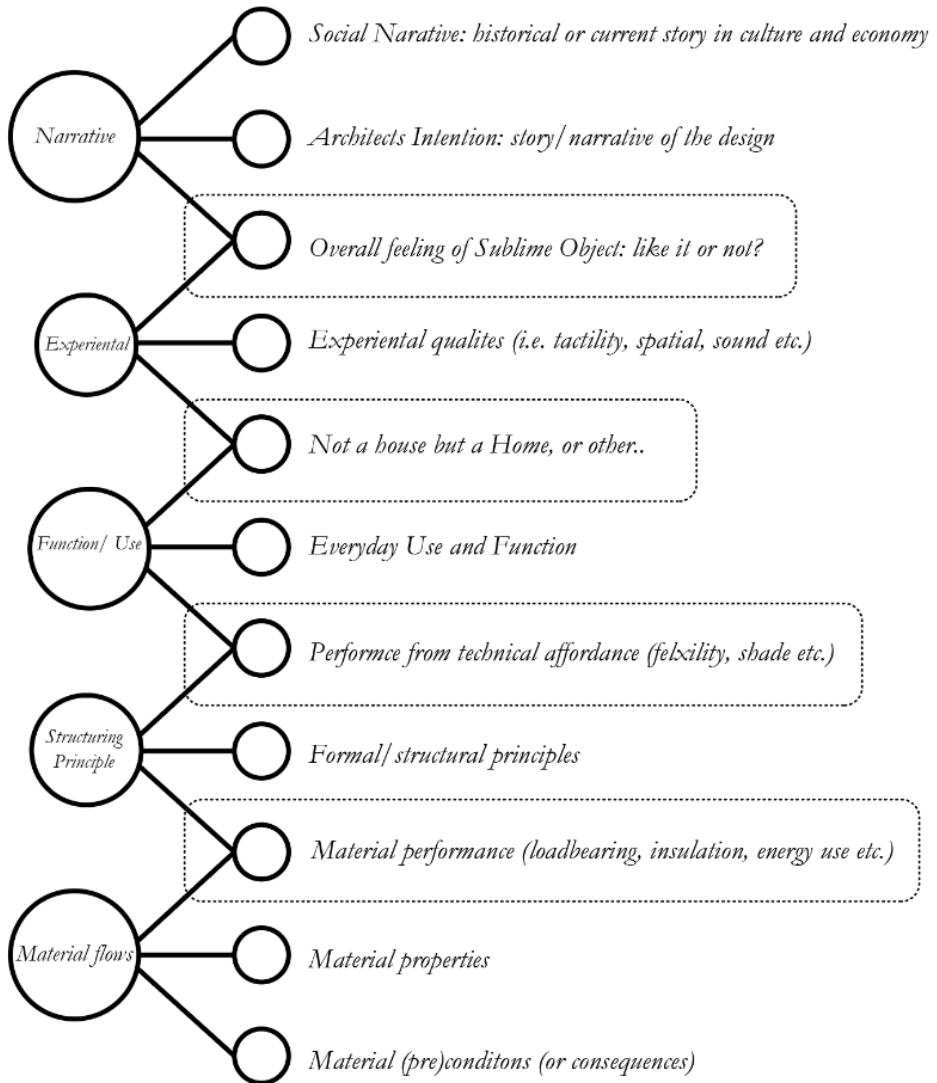 Social Narative: historical or current story in culture and economy
Narrative
Architects Intention: story/narrative of the design
Overall feeling of Sublime Object: like it or not?
Experiental
Experiental qualites (i.e. tactility, spatial, sound etc.)
Not a house but a Home, or other..
Function/ Use
Everyday Use and Function
Performce from technical affordance (felxility, shade etc.)
Structuring
Principle
Formal/structural principles
Material performance (loadbearing, insulation, energy use etc.)
Material flows
Material properties
Material (pre)conditons (or consequences)